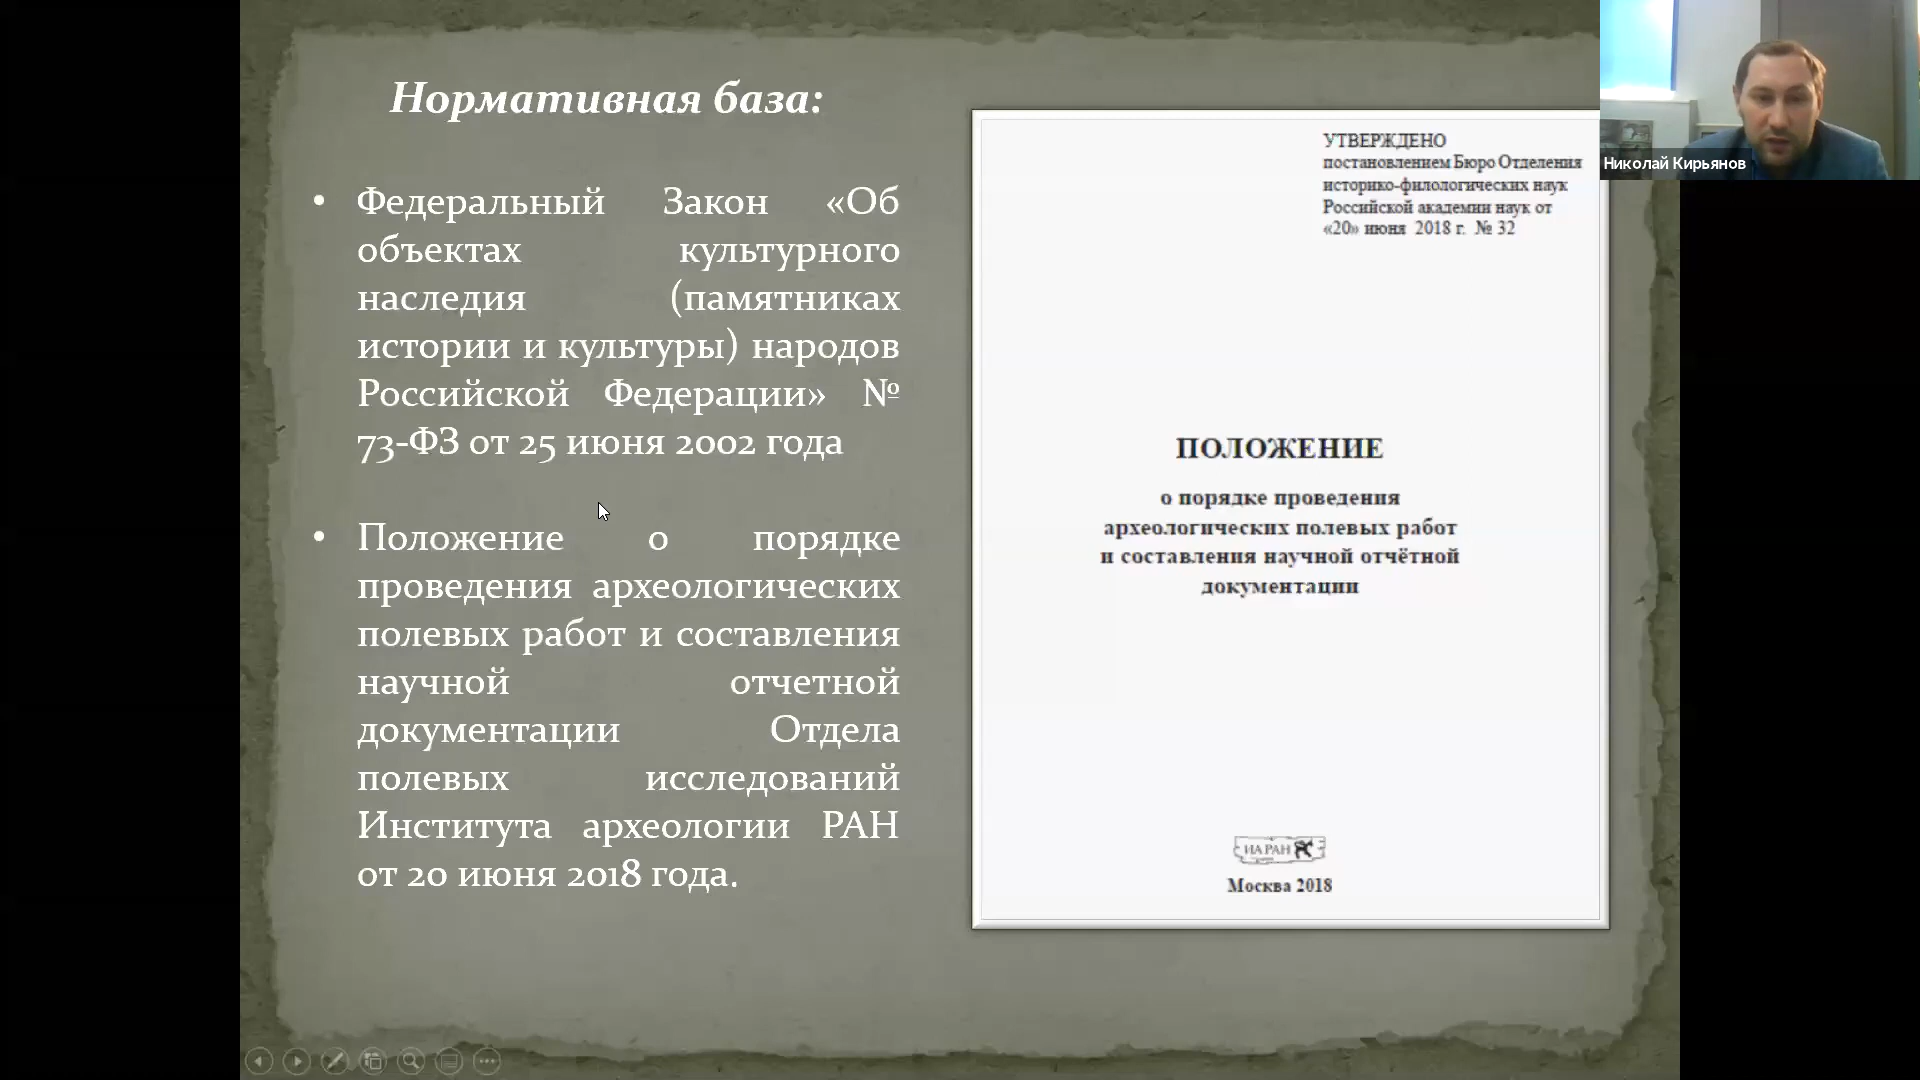 Нормативная база:
• Федеральный Закон «Об
объектах культурного
наследия (памятниках
истории и культуры) народов
Российской Федерации» №
73-ФЗ от 25 июня 2002 года
• Положение о порядке
проведения археологических
полевых работ и составления
научной отчетной
документации Отдела
полевых исследований
Института археологии РАН
от 20 июня 2018 года.
УТВЕРЖДЕНО
постановлением Бюро Отделения
историко-филологических наук
Российской академии наук от
«20» июня 2018 г. № 32
ПОЛОЖЕНИЕ
о порядке проведения
археологических полевых работ
и составления научной отчётной
документации
ИА РАН
Москва 2018
Николай Кирьянов